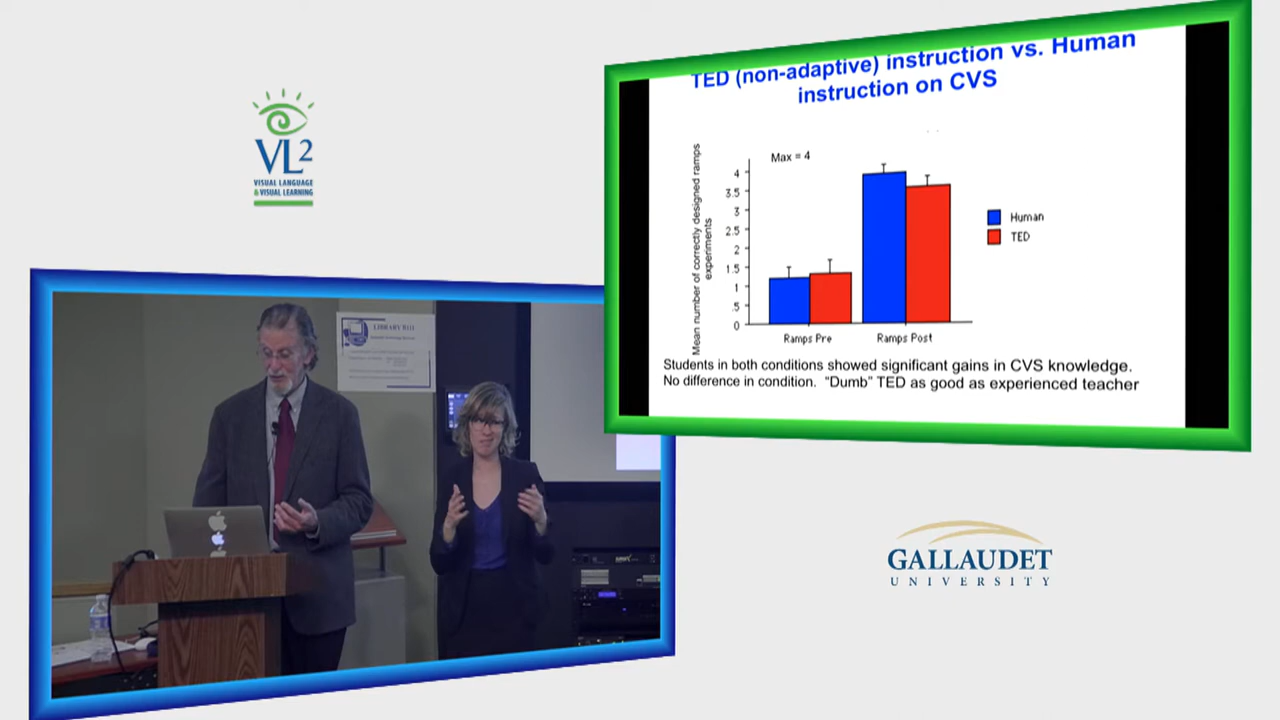 VL2
VISUAL LANGUAGE
& VISUAL LEARNING
TED (non-adaptive) instruction vs. Human
instruction on CVS
Max = 4
Mean number of correctly designed ramps
experiments
4
3.5
3
2.5
2
1.5
1
.5
0
Ramps Pre
Ramps Post
Human
TED
Students in both conditions showed significant gains in CVS knowledge.
No difference in condition. “Dumb” TED as good as experienced teacher
LIBRARY B111
GALLAUDET
UNIVERSITY